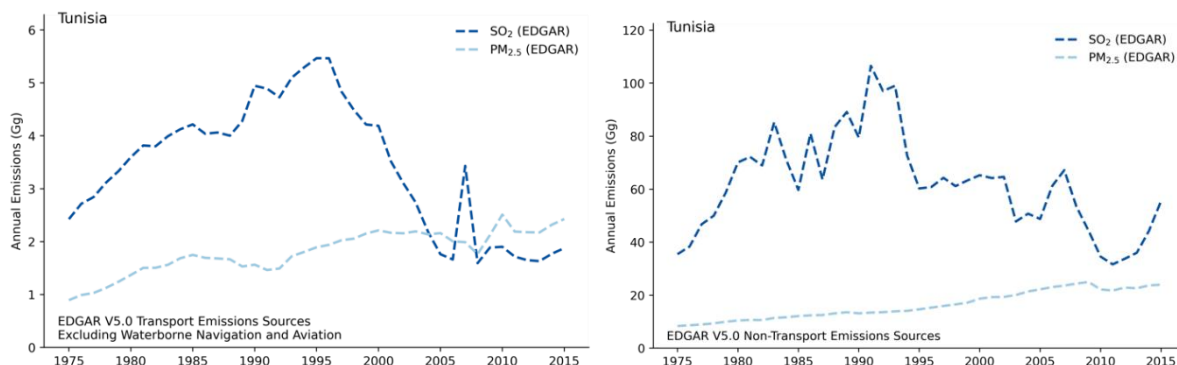 Tunisia
SO₂ (EDGAR)
PM₂.₅ (EDGAR)
Annual Emissions (Gg)
6
5
4
3
2
1
0
EDGAR V5.0 Transport Emissions Sources
Excluding Waterborne Navigation and Aviation
1975 1980 1985 1990 1995 2000 2005 2010 2015
Tunisia
SO₂ (EDGAR)
PM₂.₅ (EDGAR)
Annual Emissions (Gg)
120
100
80
60
40
20
0
EDGAR V5.0 Non-Transport Emissions Sources
1975 1980 1985 1990 1995 2000 2005 2010 2015